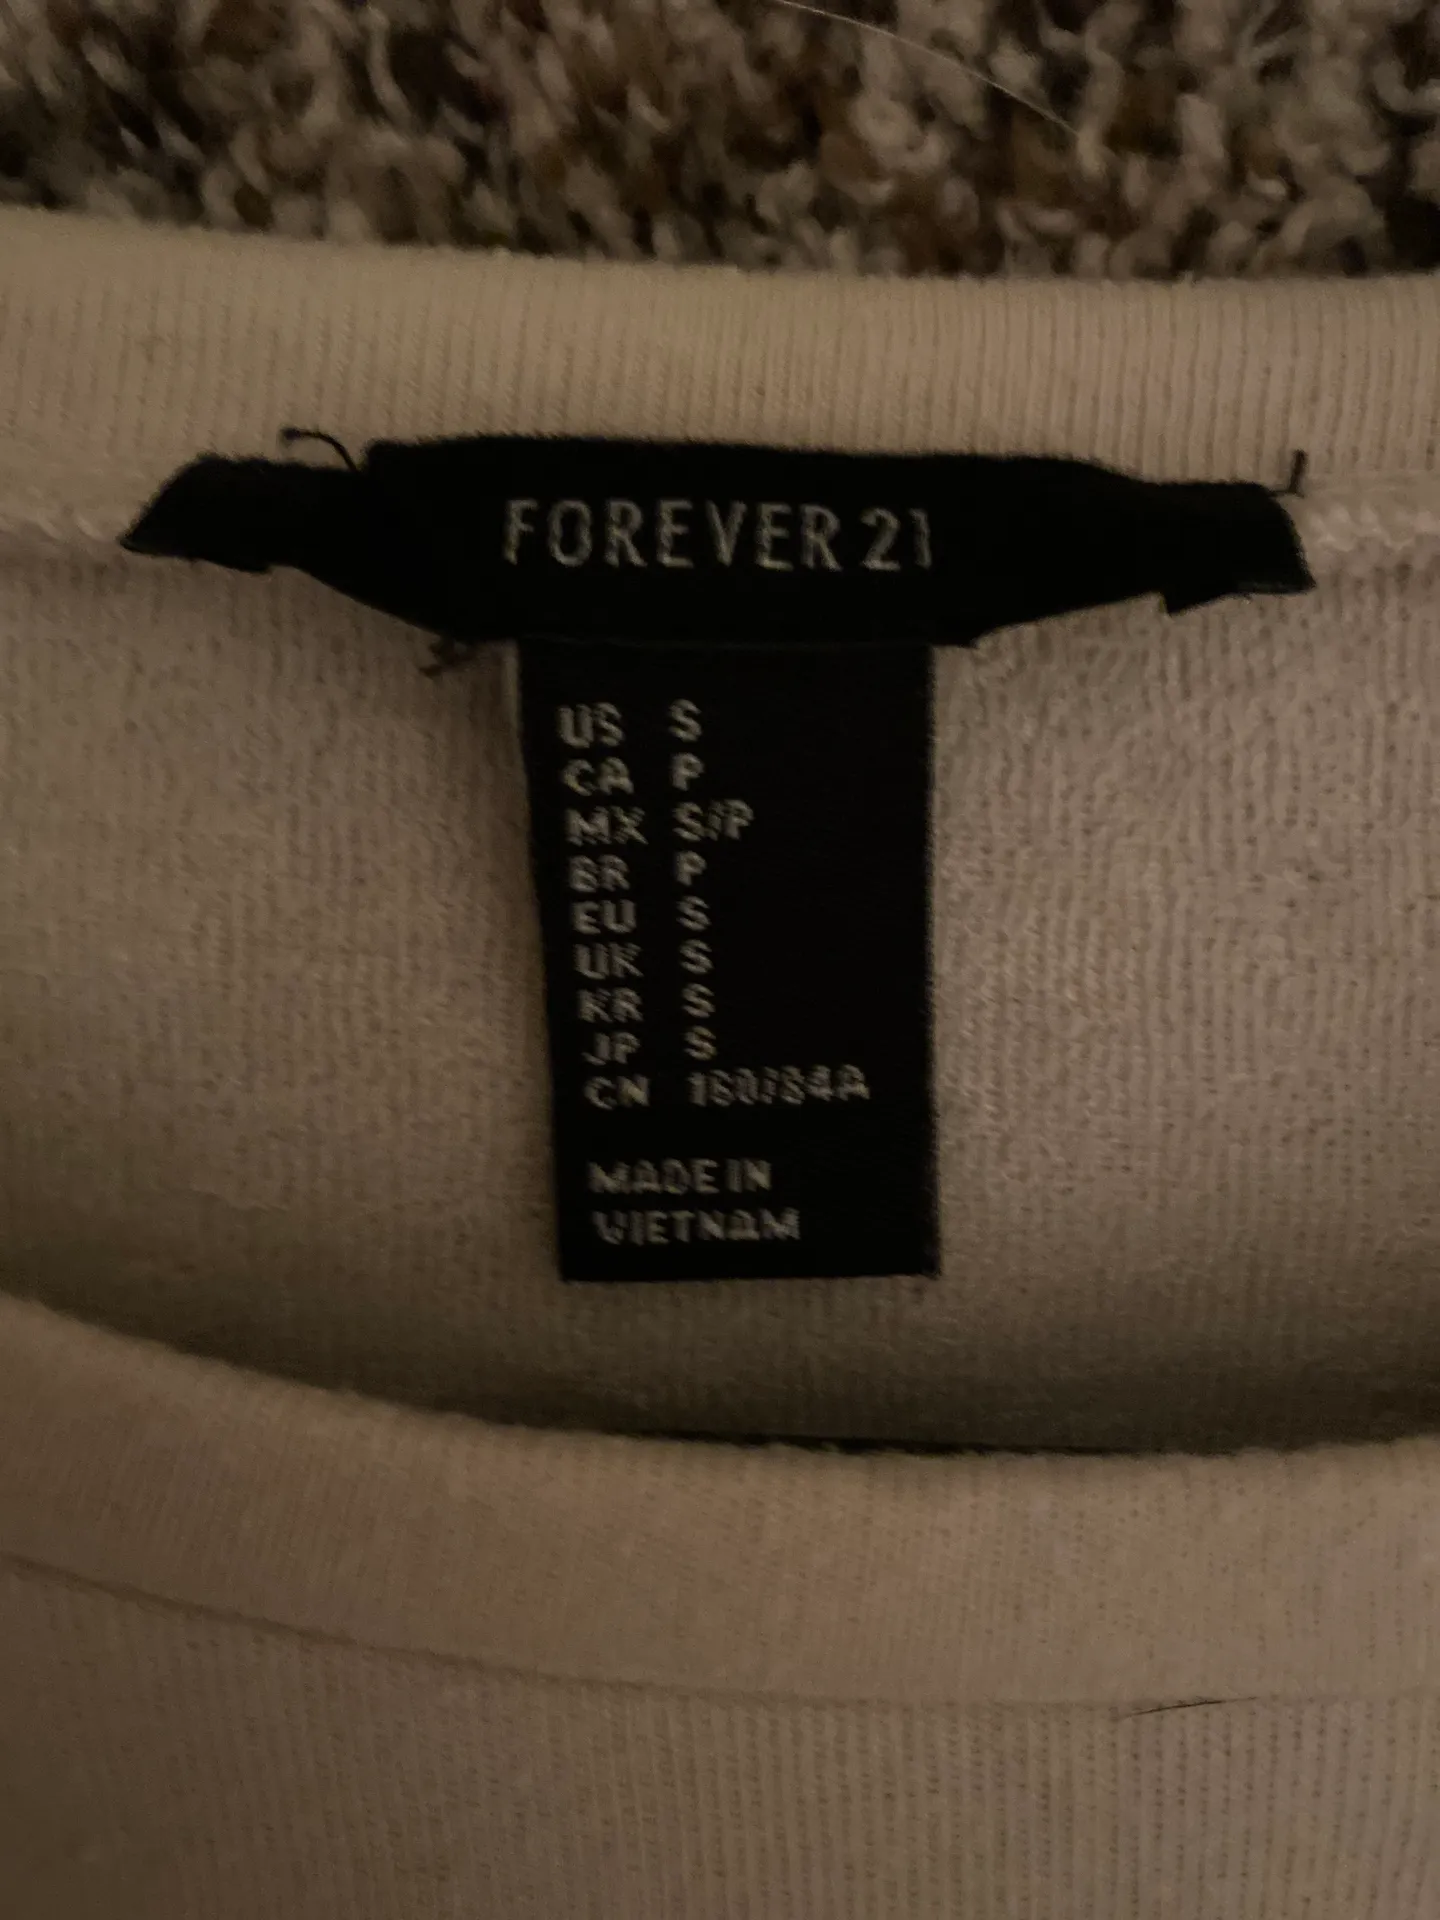 FOREVER 21
US S
CA P
MX S/P
BR P
EU S
UK S
KR S
JP S
CN 160/84A
MADE IN
VIETNAM